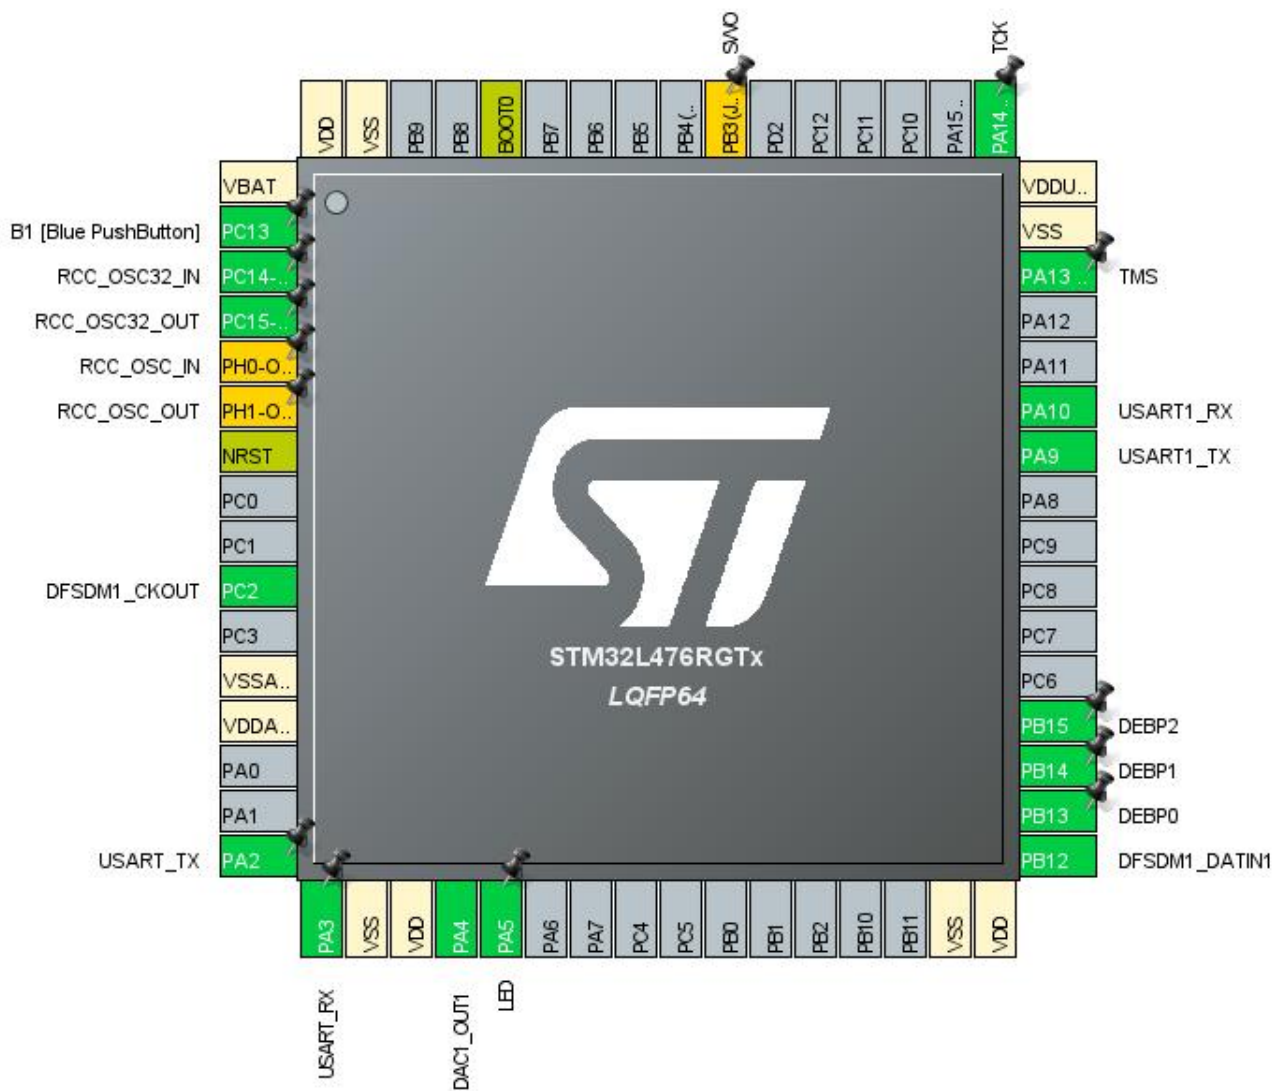 SWO
TCK
VDD
VSS
PB9
PB8
BOOT0
PB7
PB6
PB5
PB4 (..
PB3 (J..
PD2
PC12
PC11
PC10
PA15..
PA14..
VBAT
B1 [Blue PushButton] PC13
RCC_OSC32_IN PC14-..
RCC_OSC32_OUT PC15-..
RCC_OSC_IN PH0-O..
RCC_OSC_OUT PH1-O..
NRST
PC0
PC1
DFSDM1_CKOUT PC2
PC3
VSSA..
VDDA..
PA0
PA1
USART_TX PA2
ST
STM32L476RGTx
LQFP64
VDDU..
VSS
PA13.. TMS
PA12
PA11
PA10 USART1_RX
PA9 USART1_TX
PA8
PC9
PC8
PC7
PC6
PB15 DEBP2
PB14 DEBP1
PB13 DEBP0
PB12 DFSDM1_DATIN1
PA3
VSS
VDD
PA4
PA5
PA6
PA7
PC4
PC5
PB0
PB1
PB2
PB10
PB11
VSS
VDD
USART_RX
DAC1_OUT1
LED